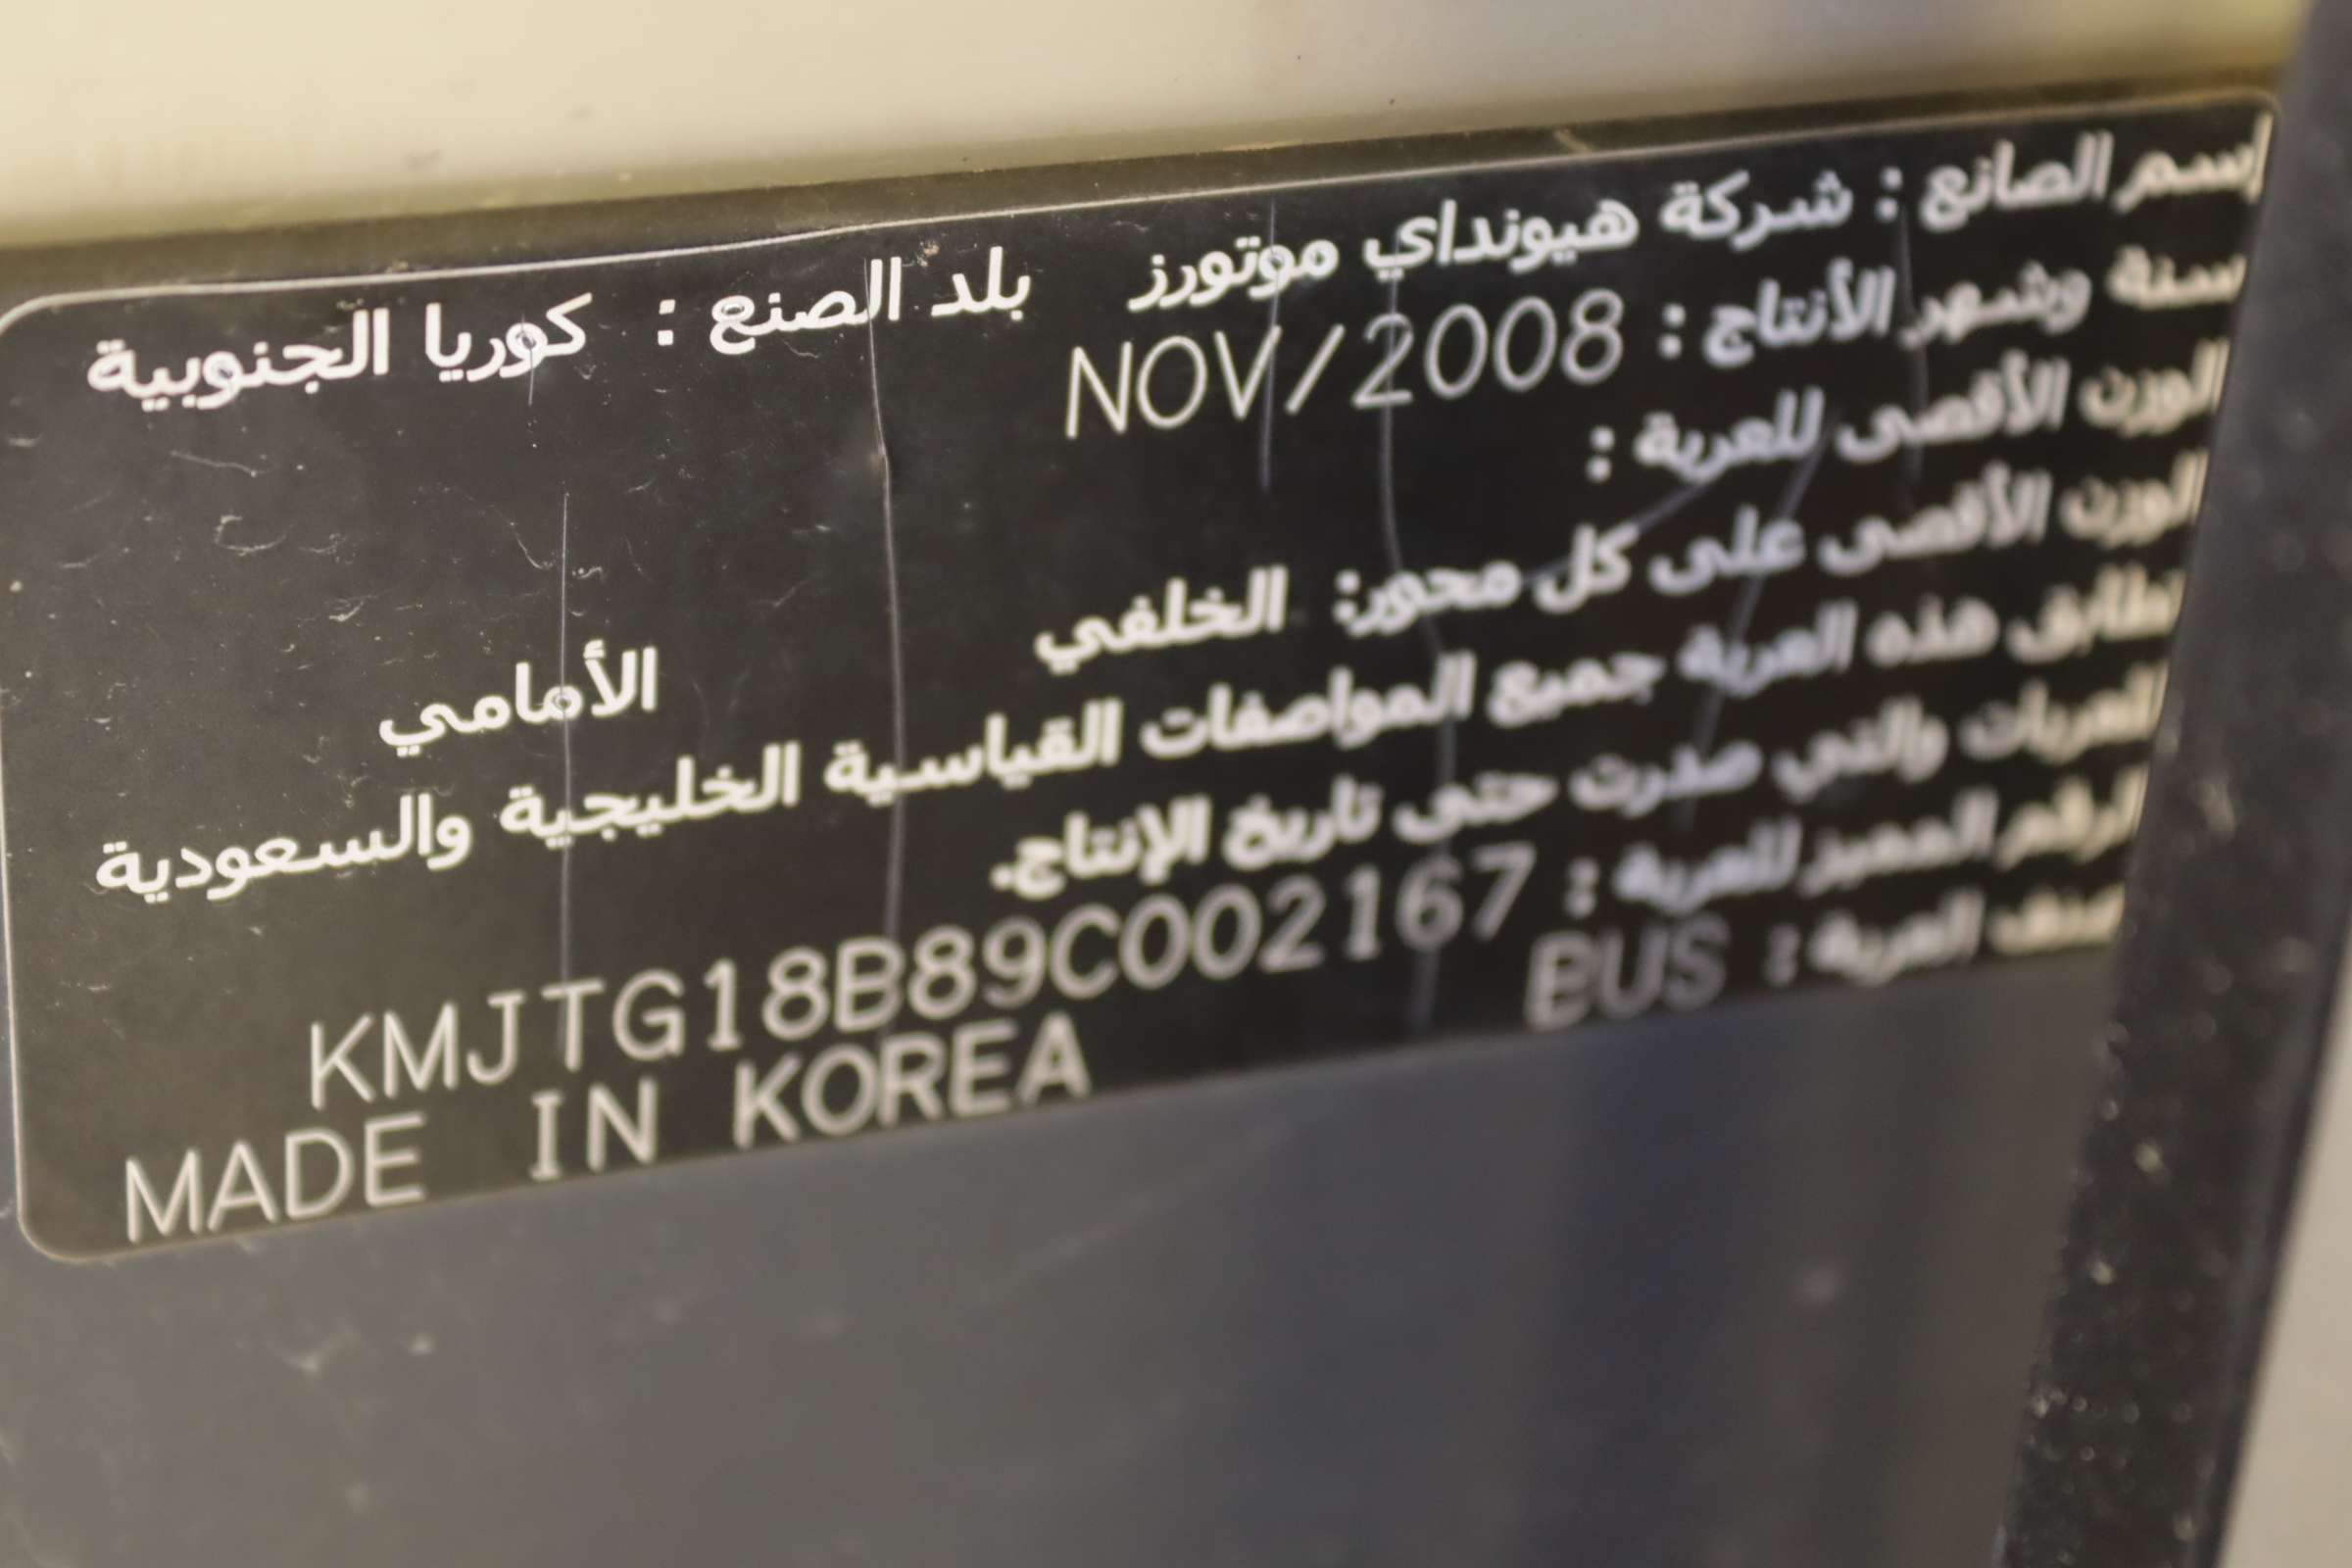 إسم الصانع : شركة هيونداي موتورز بلد الصنع : كوريا الجنوبية
سنة وشهر الأنتاج : NOV/2008
الوزن الأقصى للعربة :
الوزن الأقصى على كل محور: الخلفي الأمامي
تطابق هذه العربة جميع المواصفات القياسية الخليجية والسعودية
للعربات والتي صدرت حتى تاريخ الإنتاج.
الرقم المميز للعربة : KMJTG18B89C002167
صنف العربة : BUS MADE IN KOREA